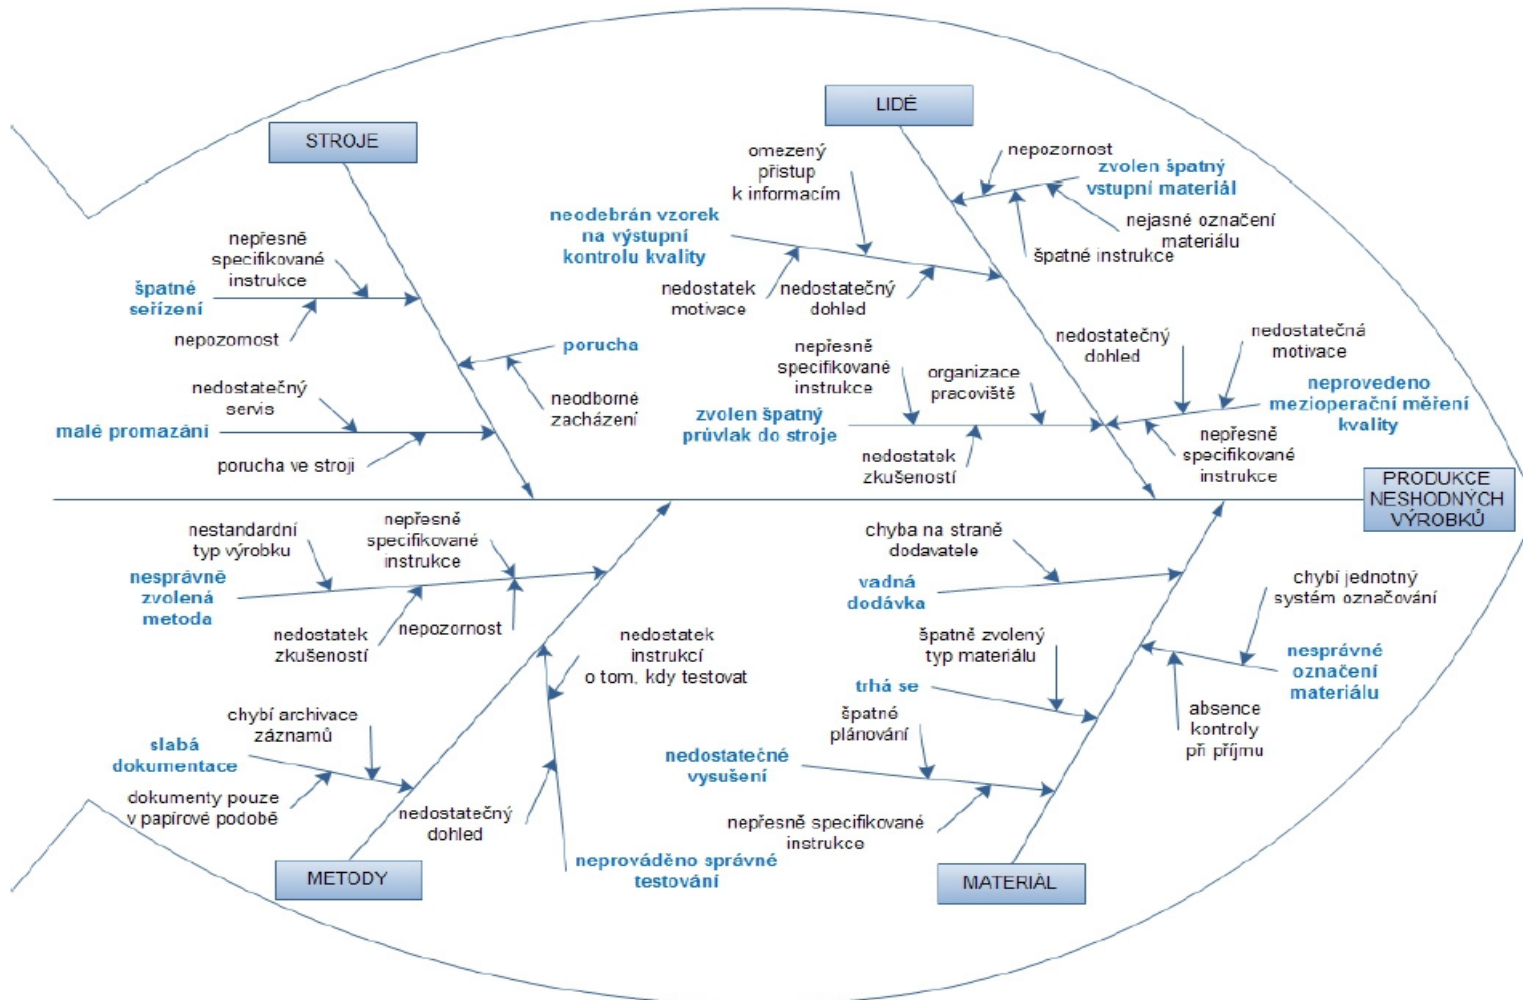 STROJE
nepřesně
specifikované
instrukce
špatné
seřízení
nepozornost
porucha
neodborné
zacházení
nedostatečný
servis
malé promazání
porucha ve stroji
LIDÉ
omezený
přístup
k informacím
neodebrán vzorek
na výstupní
kontrolu kvality
nedostatek
motivace
nedostatečný
dohled
nepozornost
zvolen špatný
vstupní materiál
nejasné označení
materiálu
špatné instrukce
nepřesně
specifikované
instrukce
organizace
pracoviště
zvolen špatný
průvlak do stroje
nedostatek
zkušeností
nedostatečný
dohled
nedostatečná
motivace
neprovedeno
mezioperační měření
kvality
nepřesně
specifikované
instrukce
PRODUKCE
NESHODNÝCH
VÝROBKŮ
nestandardní
typ výrobku
nepřesně
specifikované
instrukce
nesprávně
zvolená
metoda
nedostatek
zkušeností
nepozornost
nedostatek
instrukcí
o tom, kdy testovat
chybí archivace
záznamů
slabá
dokumentace
dokumenty pouze
v papírové podobě
nedostatečný
dohled
neprováděno správné
testování
METODY
chyba na straně
dodavatele
vadná
dodávka
chybí jednotný
systém označování
nesprávné
označení
materiálu
absence
kontroly
při příjmu
špatně zvolený
typ materiálu
trhá se
špatné
plánování
nedostatečné
vysušení
nepřesně specifikované
instrukce
MATERIÁL